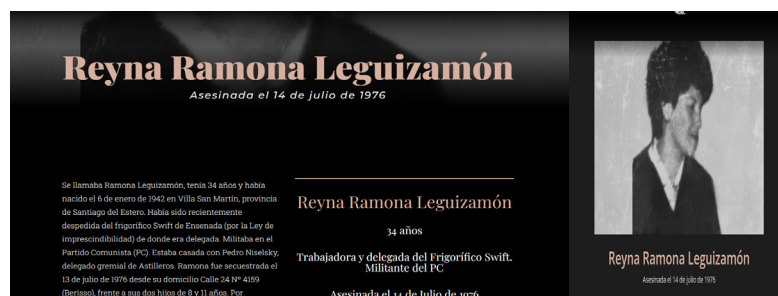 Reyna Ramona Leguizamón
Asesinada el 14 de julio de 1976
Se llamaba Ramona Leguizamón, tenía 34 años y había
nacido el 6 de enero de 1942 en Villa San Martín, provincia
de Santiago del Estero. Había sido recientemente
despedida del frigorífico Swift de Ensenada (por la Ley de
imprescindibilidad) de donde era delegada. Militaba en el
Partido Comunista (PC). Estaba casada con Pedro Niselsky,
delegado gremial de Astilleros. Ramona fue secuestrada el
13 de julio de 1976 desde su domicilio Calle 24 Nº 4159
(Berisso), frente a sus dos hijos de 8 y 11 años. Por
Reyna Ramona Leguizamón
34 años
Trabajadora y delegada del Frigorífico Swift.
Militante del PC
Asesinada el 14 de Julio de 1976
Reyna Ramona Leguizamón
Asesinada el 14 de julio de 1976